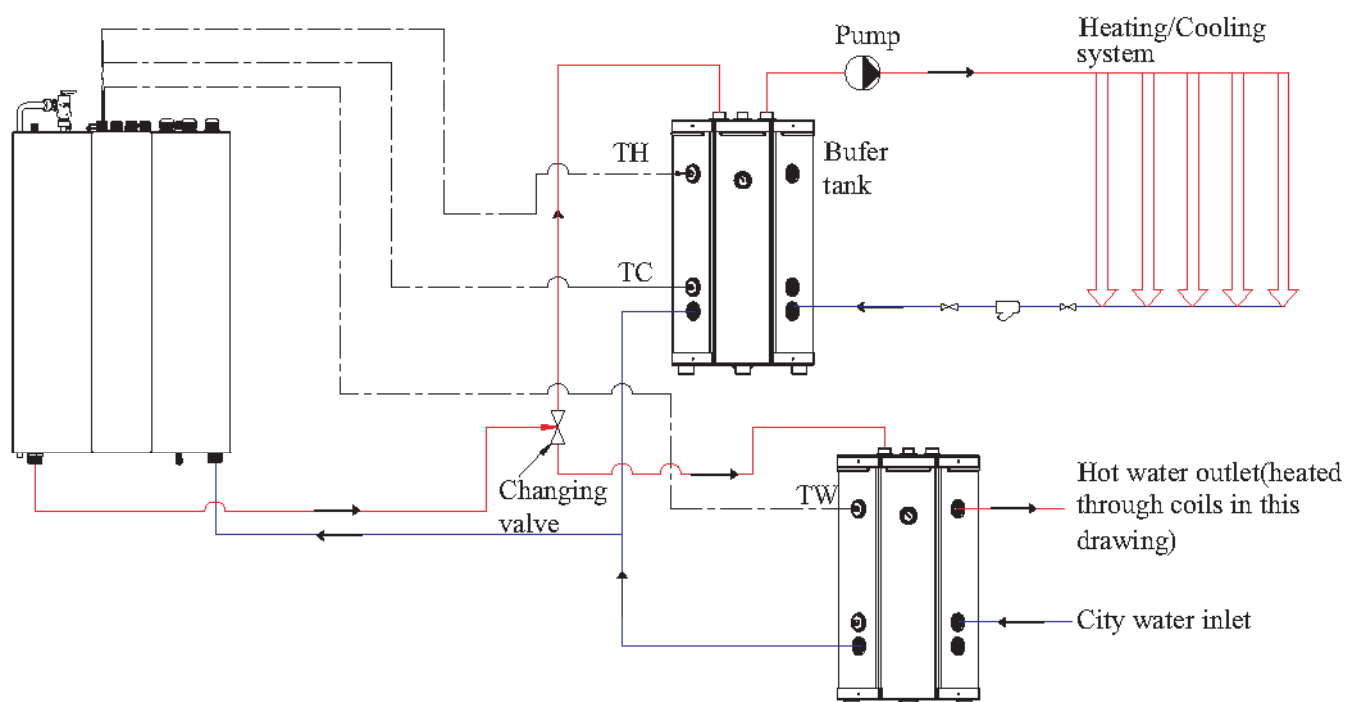 Pump
Heating/Cooling
system
TH
Bufer
tank
TC
Changing
valve
TW
Hot water outlet(heated
through coils in this
drawing)
City water inlet